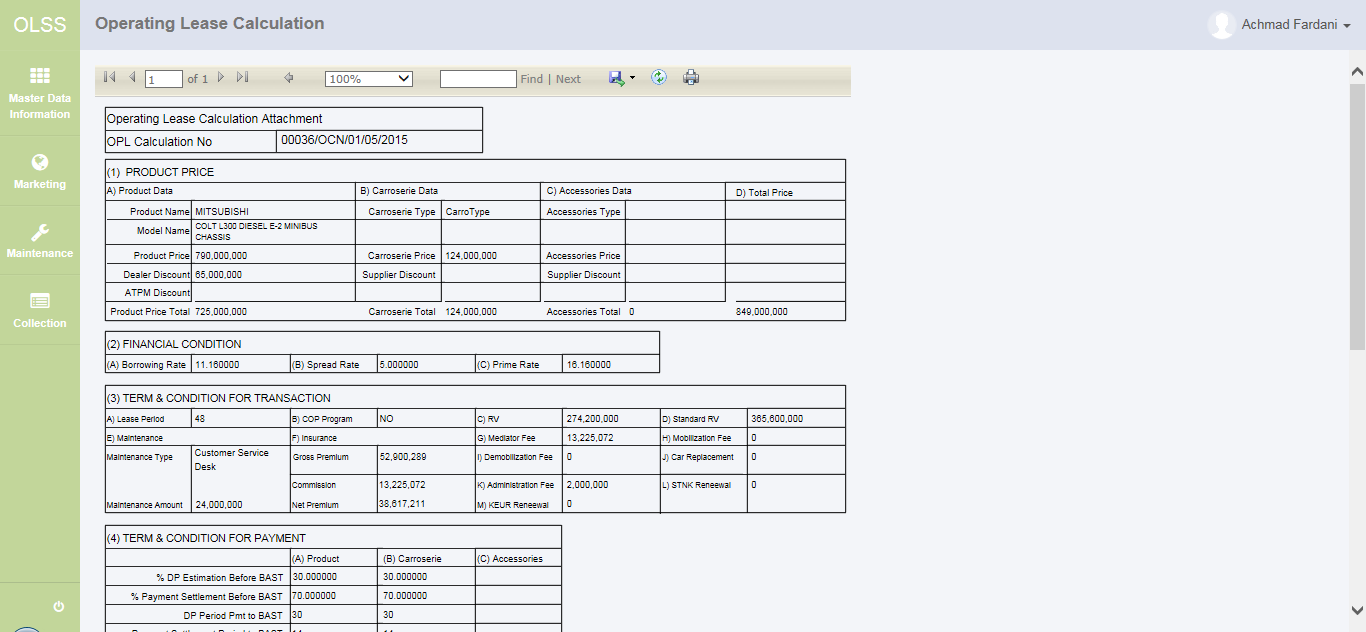 OLSS
Operating Lease Calculation
Achmad Fardani
Master Data
Information
Marketing
Maintenance
Collection
1 of 1 100% Find | Next
Operating Lease Calculation Attachment
OPL Calculation No 00036/OCN/01/05/2015
(1) PRODUCT PRICE
A) Product Data B) Carroserie Data C) Accessories Data D) Total Price
Product Name MITSUBISHI Carroserie Type CarroType Accessories Type
Model Name COLT L300 DIESEL E-2 MINIBUS
CHASSIS
Product Price 790,000,000 Carroserie Price 124,000,000 Accessories Price
Dealer Discount 65,000,000 Supplier Discount Supplier Discount
ATPM Discount
Product Price Total 725,000,000 Carroserie Total 124,000,000 Accessories Total 0 849,000,000
(2) FINANCIAL CONDITION
(A) Borrowing Rate 11.160000 (B) Spread Rate 5.000000 (C) Prime Rate 16.160000
(3) TERM & CONDITION FOR TRANSACTION
A) Lease Period 48 B) COP Program NO C) RV 274,200,000 D) Standard RV 365,600,000
E) Maintenance F) Insurance G) Mediator Fee 13,225,072 H) Mobilization Fee 0
Maintenance Type Customer Service
Desk Gross Premium 52,900,289 I) Demobilization Fee 0 J) Car Replacement 0
Commission 13,225,072 K) Administration Fee 2,000,000 L) STNK Reneewal 0
Maintenance Amount 24,000,000 Net Premium 38,617,211 M) KEUR Reneewal 0
(4) TERM & CONDITION FOR PAYMENT
(A) Product (B) Carroserie (C) Accessories
% DP Estimation Before BAST 30.000000 30.000000
% Payment Settlement Before BAST 70.000000 70.000000
DP Period Pmt to BAST 30 30